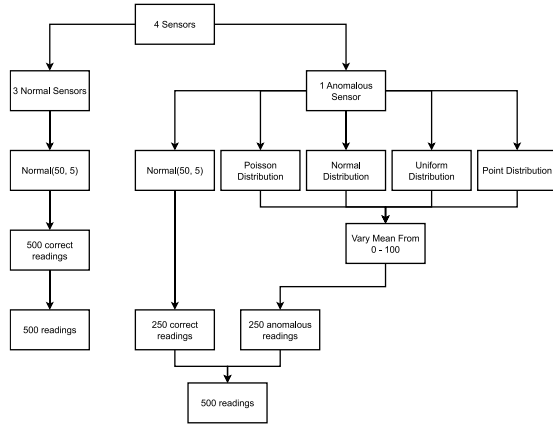 4 Sensors
3 Normal Sensors
1 Anomalous
Sensor
Normal(50, 5)
Normal(50, 5)
Poisson
Distribution
Normal
Distribution
Uniform
Distribution
Point Distribution
500 correct
readings
Vary Mean From
0 - 100
500 readings
250 correct
readings
250 anomalous
readings
500 readings